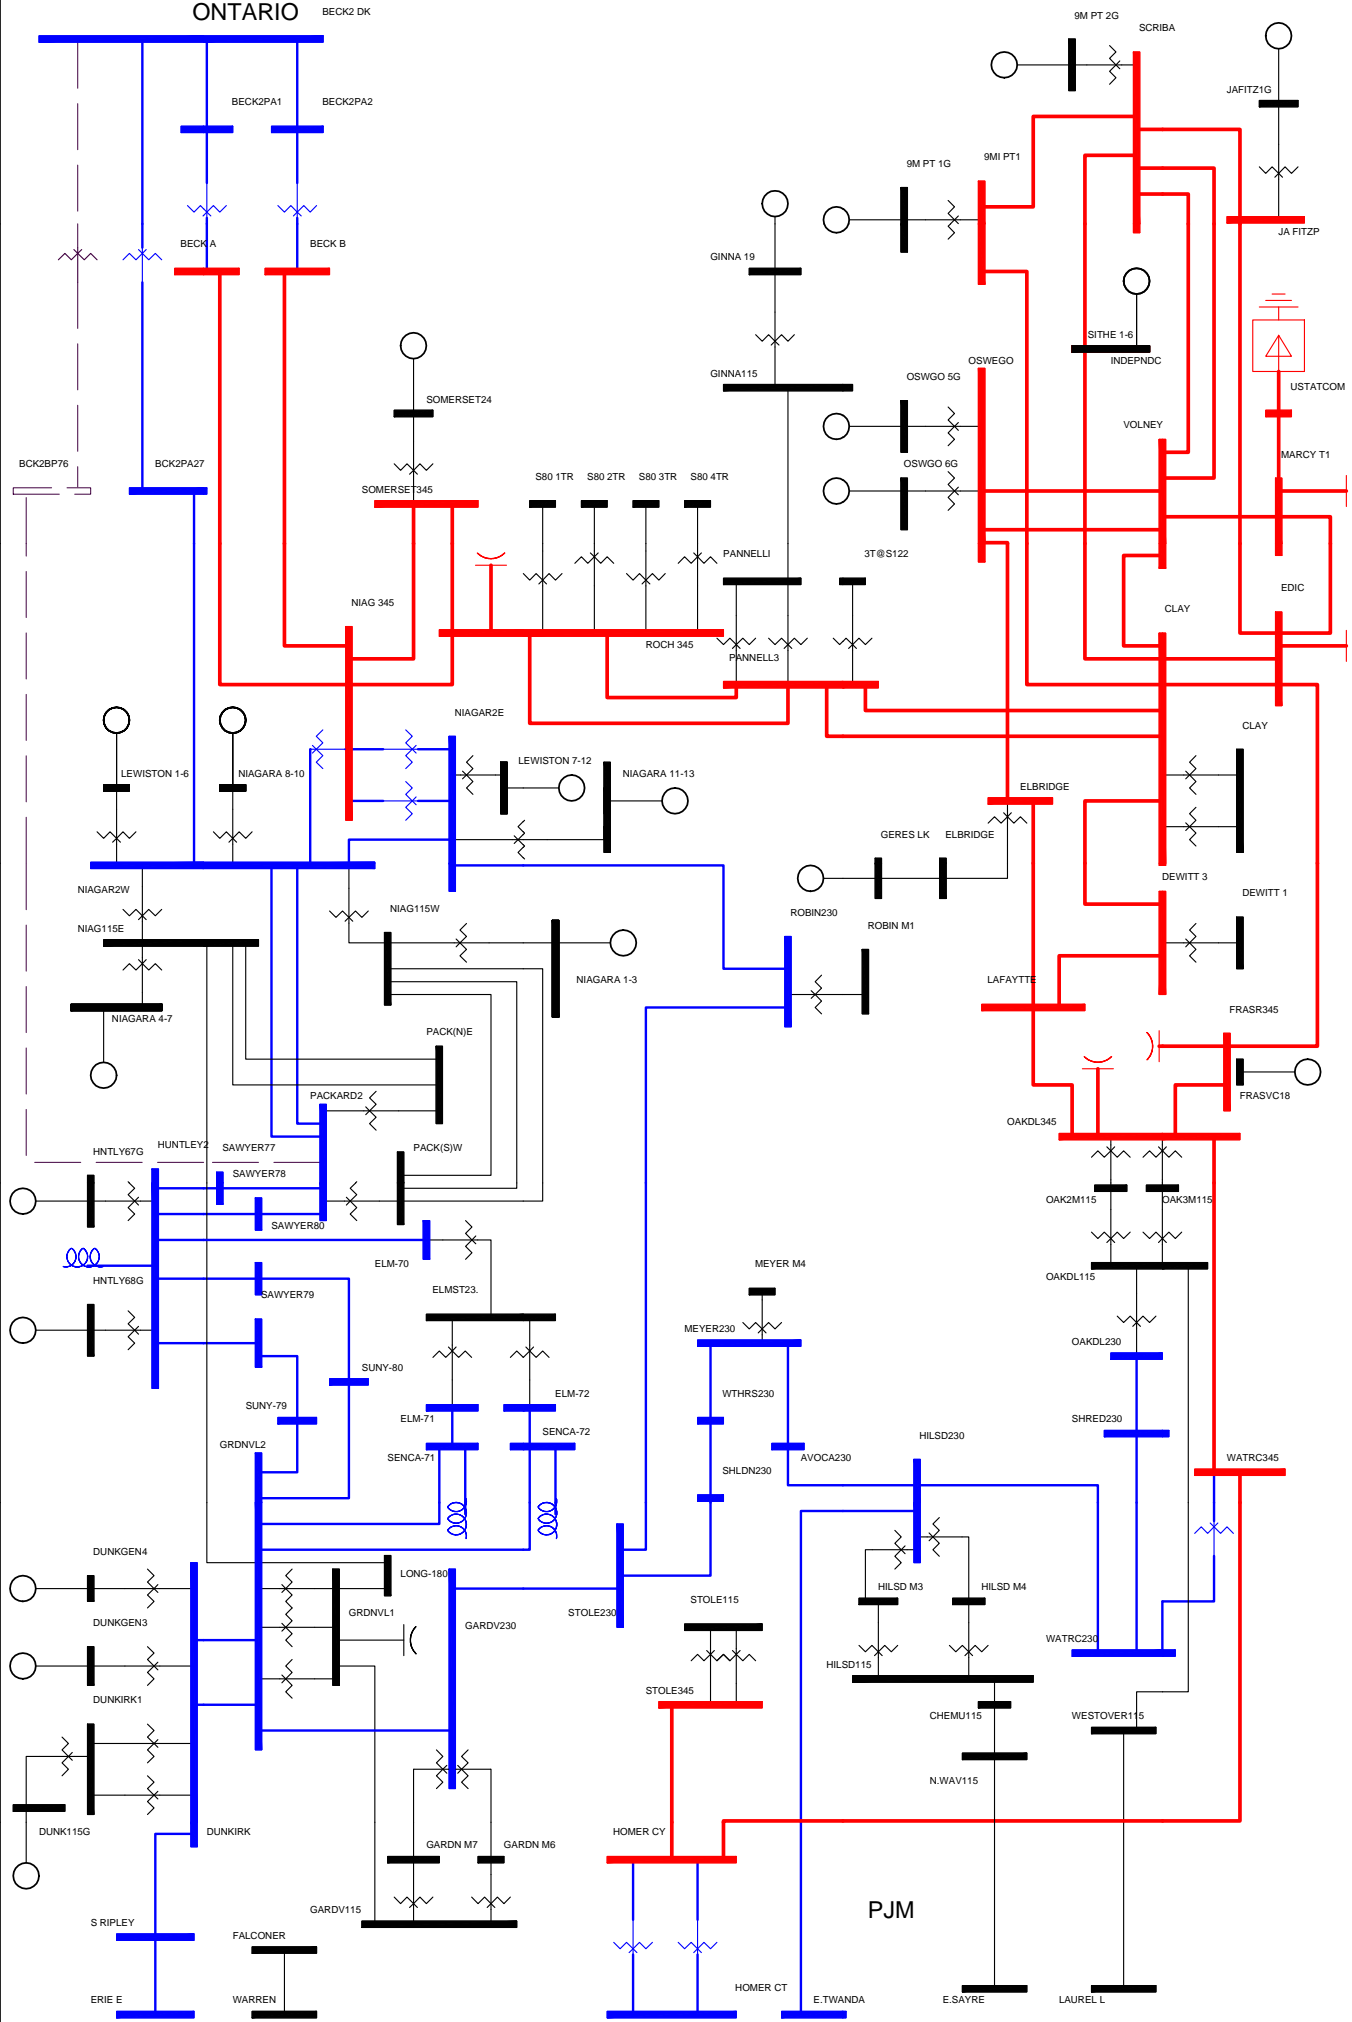 ONTARIO
BECK2 DK
9M PT 2G
SCRIBA
JAFITZ1G
BECK2PA1
BECK2PA2
9M PT 1G
9MI PT1
BECK A
BECK B
GINNA 19
JA FITZP
SITHE 1-6
INDEPNDC
SOMERSET24
GINNA115
OSWGO 5G
OSWEGO
USTATCOM
VOLNEY
BCK2BP76
BCK2PA27
SOMERSET345
S80 1TR
S80 2TR
S80 3TR
S80 4TR
OSWGO 6G
MARCY T1
PANNELLI
3T@S122
NIAG 345
CLAY
EDIC
ROCH 345
PANNELL3
NIAGAR2E
CLAY
LEWISTON 1-6
NIAGARA 8-10
LEWISTON 7-12
NIAGARA 11-13
ELBRIDGE
GERES LK
ELBRIDGE
NIAGAR2W
DEWITT 3
DEWITT 1
NIAG115W
NIAG115E
ROBIN230
ROBIN M1
NIAGARA 1-3
LAFAYTTE
NIAGARA 4-7
FRASR345
PACK(N)E
PACKARD2
FRASVC18
OAKDL345
HNTLY67G
HUNTLEY2
SAWYER77
PACK(S)W
SAWYER78
OAK2M115
OAK3M115
SAWYER80
ELM-70
MEYER M4
HNTLY68G
SAWYER79
ELMST23.
OAKDL115
MEYER230
OAKDL230
SUNY-80
WTHRS230
ELM-72
SUNY-79
ELM-71
SENCA-72
SHRED230
GRDNVL2
SENCA-71
SHLDN230
AVOCA230
HILSD230
WATRC345
DUNKGEN4
LONG-180
GRDNVL1
GARDV230
STOLE230
STOLE115
HILSD M3
HILSD M4
DUNKGEN3
WATRC230
HILSD115
DUNKIRK1
STOLE345
CHEMU115
WESTOVER115
N.WAV115
DUNK115G
DUNKIRK
GARDN M7
GARDN M6
HOMER CY
GARDV115
PJM
S RIPLEY
FALCONER
HOMER CT
ERIE E
WARREN
E.TWANDA
E.SAYRE
LAUREL L